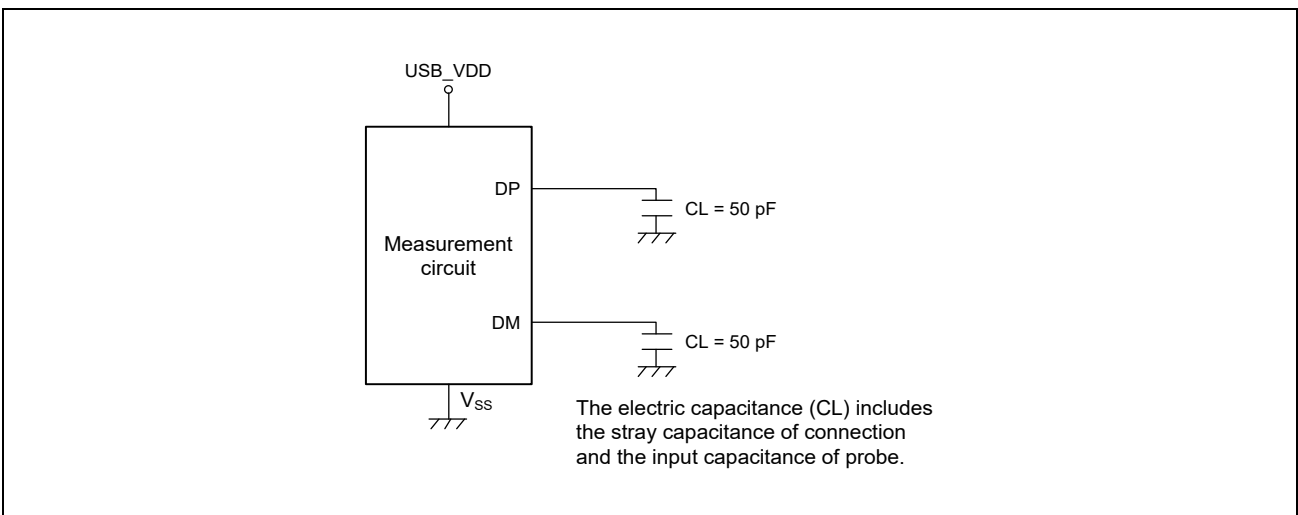 USB_VDD
DP
CL = 50 pF
Measurement
circuit
DM
CL = 50 pF
VSS
The electric capacitance (CL) includes
the stray capacitance of connection
and the input capacitance of probe.